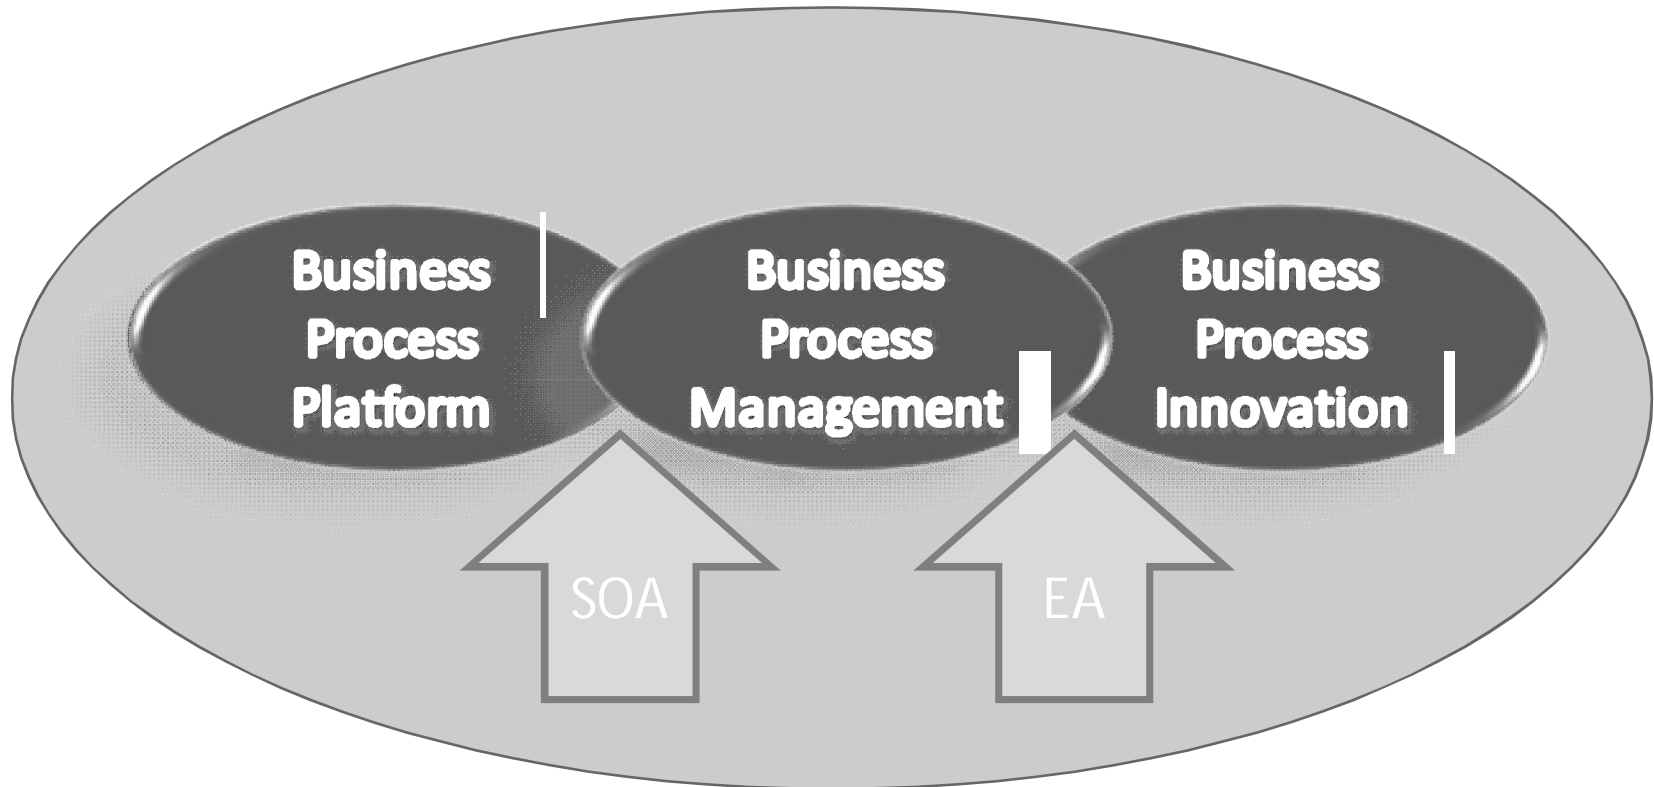 Business
Process
Platform
Business
Process
Management
Business
Process
Innovation
SOA
EA